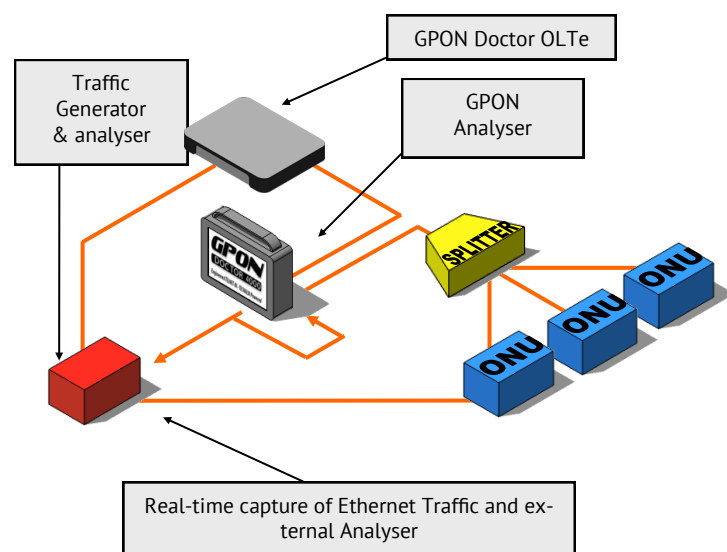 GPON Doctor OLTe
Traffic
Generator
& analyser
GPON
Analyser
GPON
DOCTOR 4000
SPLITTER
ONU
ONU
ONU
Real-time capture of Ethernet Traffic and ex-
ternal Analyser